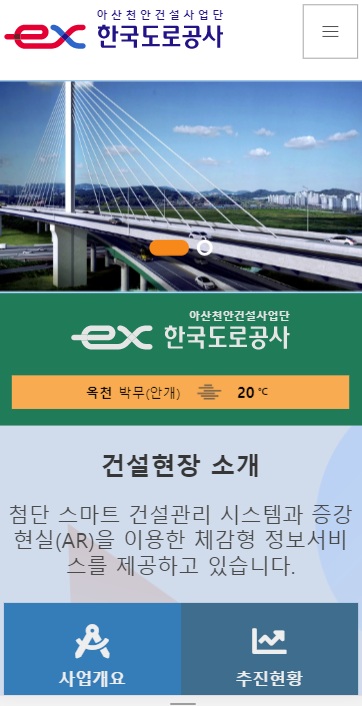 아산천안건설사업단
ex 한국도로공사
아산천안건설사업단
ex 한국도로공사
옥천 박무(안개) 20 ℃
건설현장 소개
첨단 스마트 건설관리 시스템과 증강
현실(AR)을 이용한 체감형 정보서비
스를 제공하고 있습니다.
사업개요 추진현황